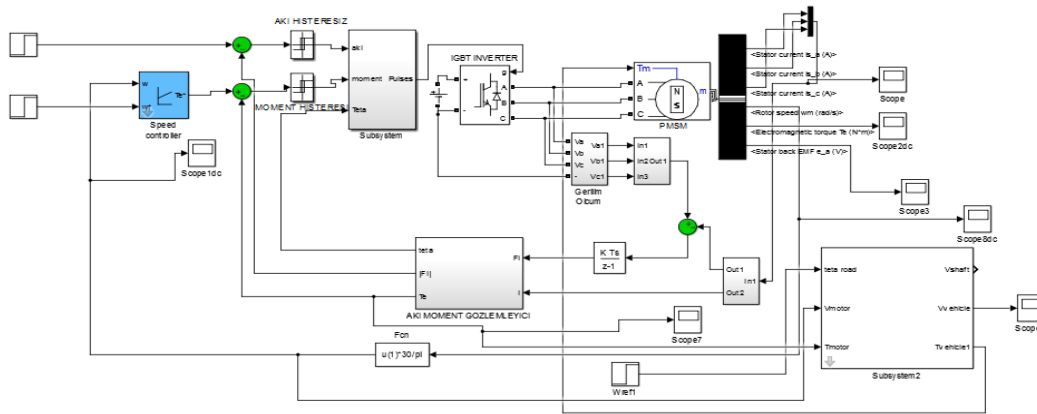 AKI HISTERESIZ
aki
moment
Pulses
Teta
Subsystem
MOMENT HISTERESIZ
w
w*
Te*
Speed
controller
Scope1dc
IGBT INVERTER
+
-
g
A
B
C
Tm
A
B
C
N
S
m
PMSM
<Stator current is_a (A)>
<Stator current is_b (A)>
<Stator current is_c (A)>
<Rotor speed wm (rad/s)>
<Electromagnetic torque Te (N*m)>
<Stator back EMF e_a (V)>
Scope
Scope2dc
Scope3
Scope8dc
Va
Vb
Vc
-
Va1
Vb1
Vc1
Gerilim
Olcum
In1
In2
In3
Out1
K Ts
z-1
Out1
Out2
In1
teta
|FI|
Te
FI
I
AKI MOMENT GOZLEMLEYICI
Scope7
Fcn
u(1)*30/pi
Wref1
teta road
Vmotor
Tmotor
Vshaft
Vvehicle
Tvehicle1
Subsystem2